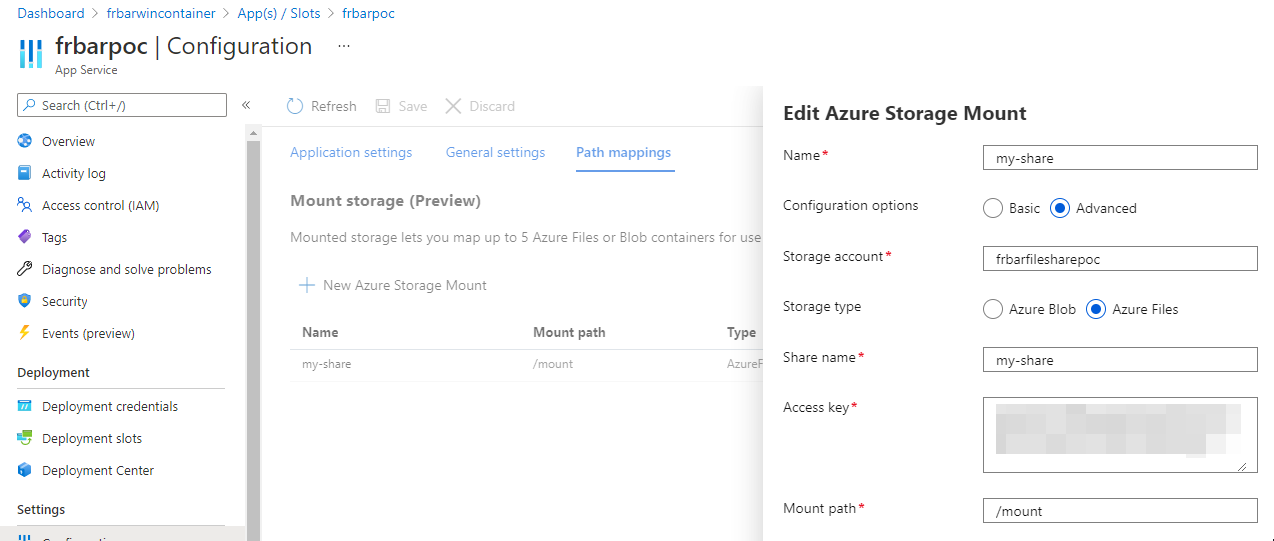 Dashboard > frbarwincontainer > App(s) / Slots > frbarpoc
frbarpoc | Configuration ...
App Service
Search (Ctrl+/)
«
Overview
Activity log
Access control (IAM)
Tags
Diagnose and solve problems
Security
Events (preview)
Deployment
Deployment credentials
Deployment slots
Deployment Center
Settings
Refresh Save Discard
Application settings General settings Path mappings
Mount storage (Preview)
Mounted storage lets you map up to 5 Azure Files or Blob containers for use
New Azure Storage Mount
Name Mount path Type
my-share /mount AzureF
Edit Azure Storage Mount
Name* my-share
Configuration options Basic Advanced
Storage account* frbarfilesharepoc
Storage type Azure Blob Azure Files
Share name* my-share
Access key*
Mount path* /mount